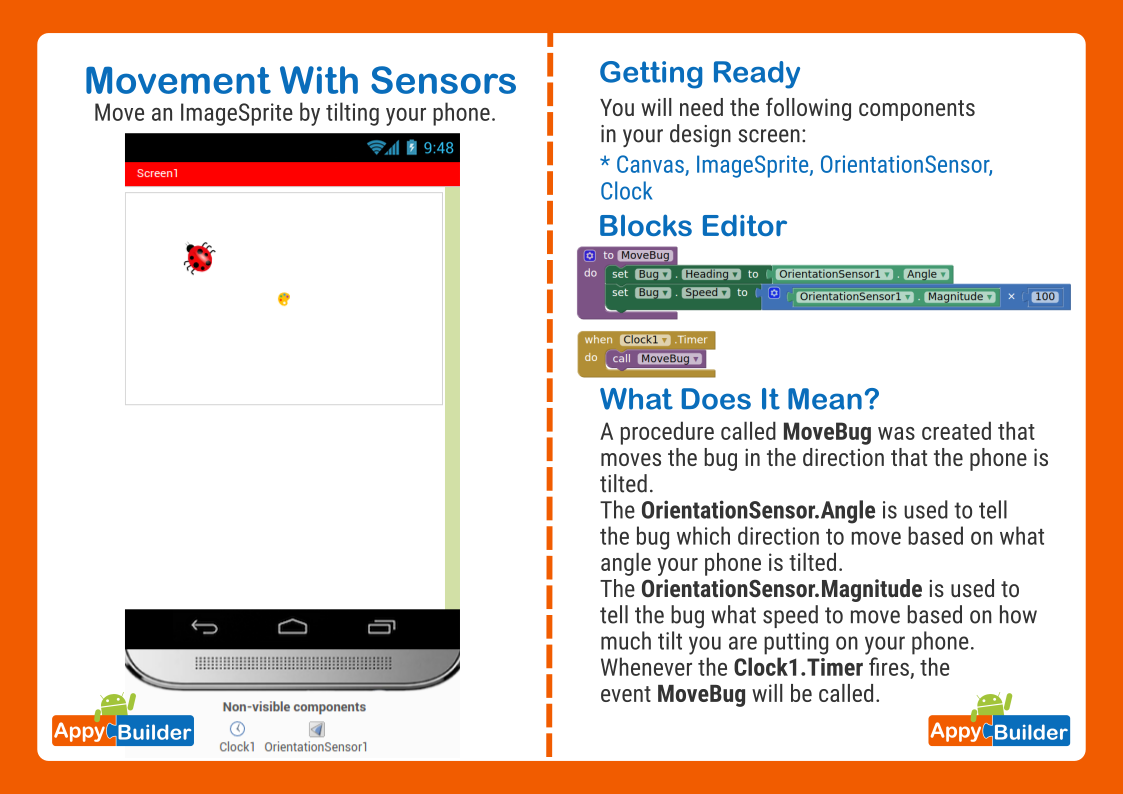 Movement With Sensors
Move an ImageSprite by tilting your phone.
9:48
Screen1
Non-visible components
Clock1 OrientationSensor1
Appy Builder
Getting Ready
You will need the following components
in your design screen:
* Canvas, ImageSprite, OrientationSensor,
Clock
Blocks Editor
to MoveBug
do set Bug . Heading to OrientationSensor1 . Angle
set Bug . Speed to OrientationSensor1 . Magnitude × 100
when Clock1 .Timer
do call MoveBug
What Does It Mean?
A procedure called MoveBug was created that
moves the bug in the direction that the phone is
tilted.
The OrientationSensor.Angle is used to tell
the bug which direction to move based on what
angle your phone is tilted.
The OrientationSensor.Magnitude is used to
tell the bug what speed to move based on how
much tilt you are putting on your phone.
Whenever the Clock1.Timer fires, the
event MoveBug will be called.
Appy Builder